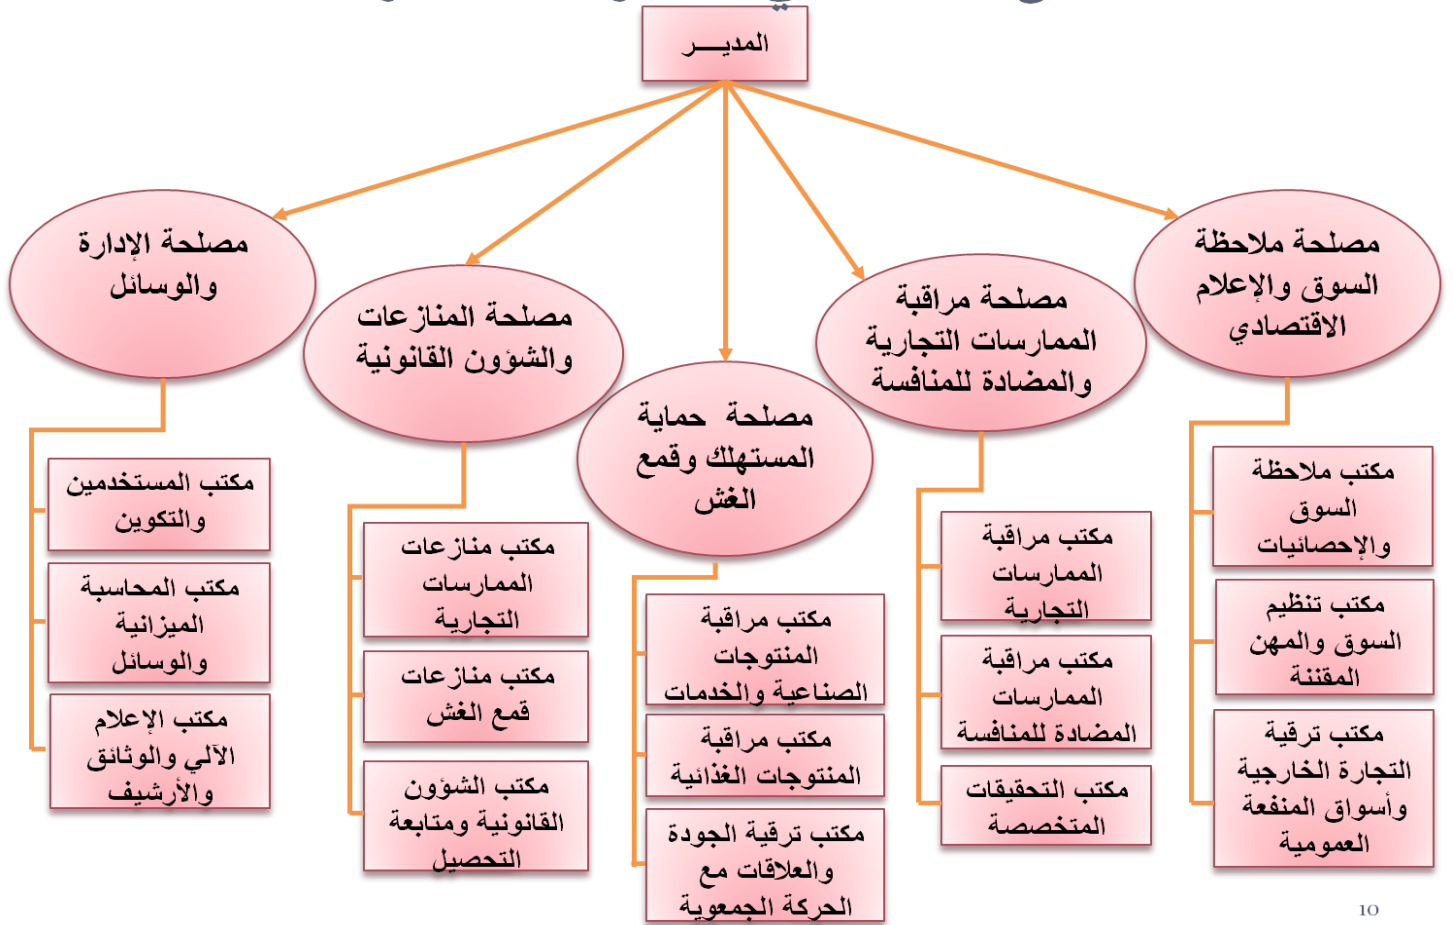 المديـــر
مصلحة ملاحظة
السوق والإعلام
الاقتصادي
مكتب ملاحظة
السوق
والإحصائيات
مكتب تنظيم
السوق والمهن
المقننة
مكتب ترقية
التجارة الخارجية
وأسواق المنفعة
العمومية
مصلحة مراقبة
الممارسات التجارية
والمضادة للمنافسة
مكتب مراقبة
الممارسات
التجارية
مكتب مراقبة
الممارسات
المضادة للمنافسة
مكتب التحقيقات
المتخصصة
مصلحة حماية
المستهلك وقمع
الغش
مكتب مراقبة
المنتوجات
الصناعية والخدمات
مكتب مراقبة
المنتوجات الغذائية
مكتب ترقية الجودة
والعلاقات مع
الحركة الجمعوية
مصلحة المنازعات
والشؤون القانونية
مكتب منازعات
الممارسات
التجارية
مكتب منازعات
قمع الغش
مكتب الشؤون
القانونية ومتابعة
التحصيل
مصلحة الإدارة
والوسائل
مكتب المستخدمين
والتكوين
مكتب المحاسبة
الميزانية
والوسائل
مكتب الإعلام
الآلي والوثائق
والأرشيف
10